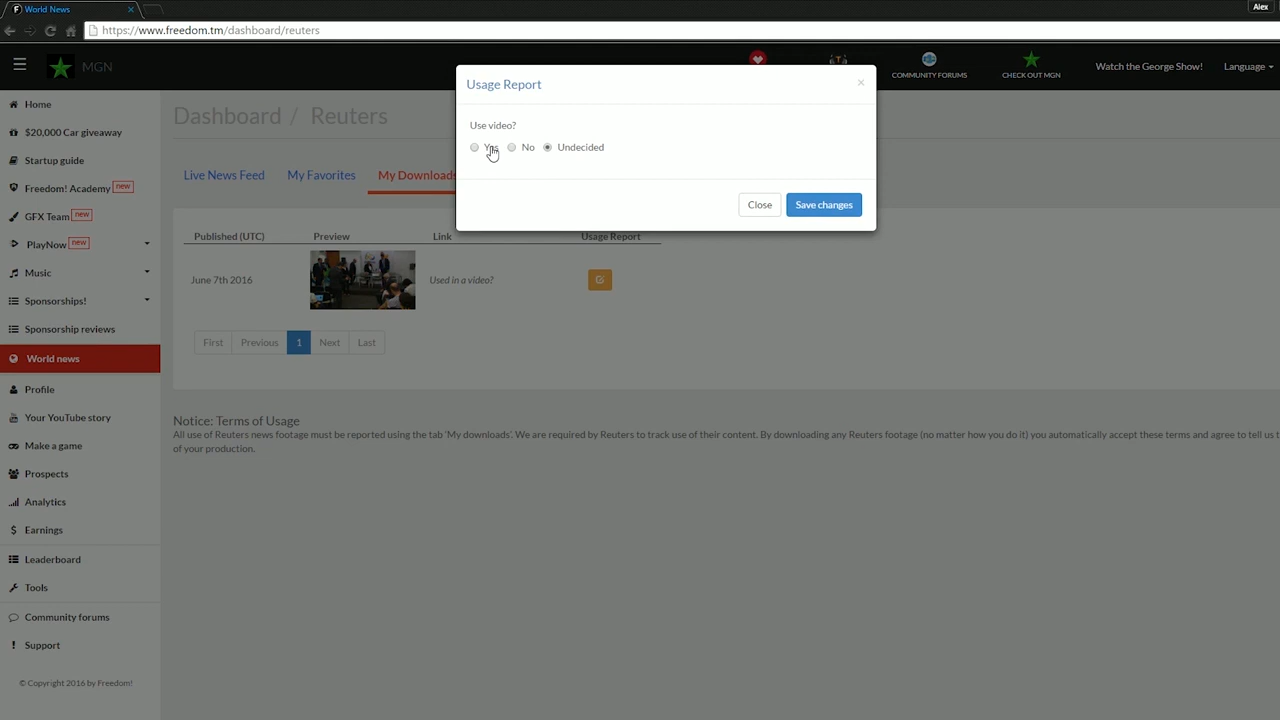 World News
Alex
https://www.freedom.tm/dashboard/reuters
MGN
COMMUNITY FORUMS
CHECK OUT MGN
Watch the George Show!
Language
Home
$20,000 Car giveaway
Startup guide
Freedom! Academy new
GFX Team new
PlayNow new
Music
Sponsorships!
Sponsorship reviews
World news
Profile
Your YouTube story
Make a game
Prospects
Analytics
Earnings
Leaderboard
Tools
Community forums
Support
© Copyright 2016 by Freedom!
Dashboard / Reuters
Live News Feed
My Favorites
My Downloads
Usage Report
×
Use video?
Yes No Undecided
Close Save changes
Published (UTC) Preview Link Usage Report
June 7th 2016 Used in a video?
First Previous 1 Next Last
Notice: Terms of Usage
All use of Reuters news footage must be reported using the tab 'My downloads'. We are required by Reuters to track use of their content. By downloading any Reuters footage (no matter how you do it) you automatically accept these terms and agree to tell us t
of your production.